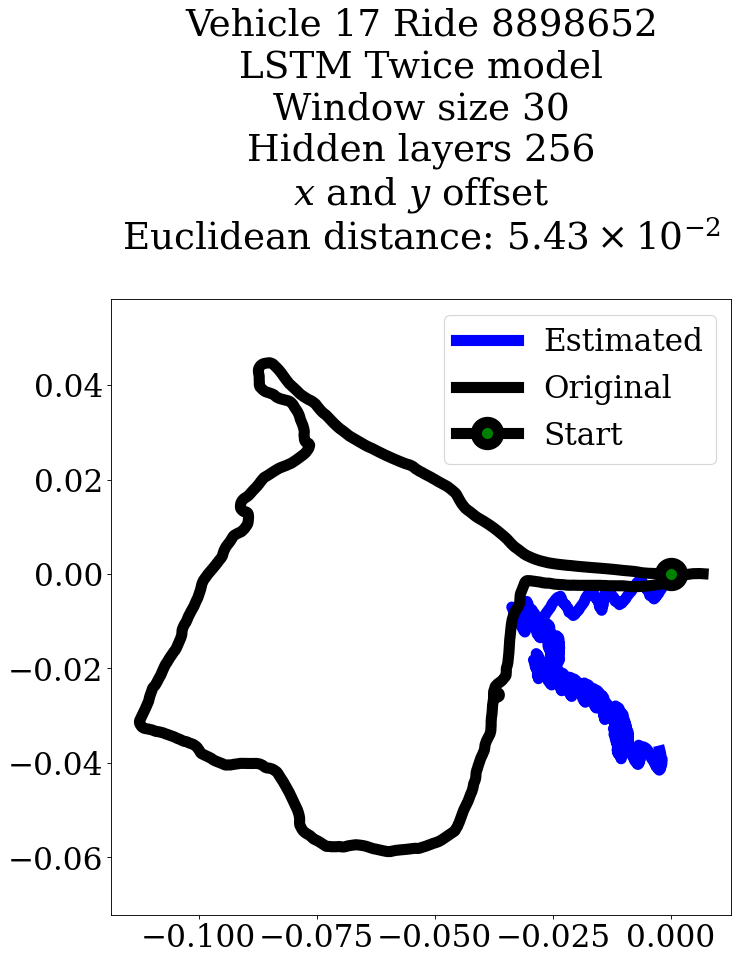 Vehicle 17 Ride 8898652
LSTM Twice model
Window size 30
Hidden layers 256
x and y offset
Euclidean distance: 5.43 × 10⁻²
Estimated
Original
Start
0.04
0.02
0.00
−0.02
−0.04
−0.06
−0.100 −0.075 −0.050 −0.025 0.000